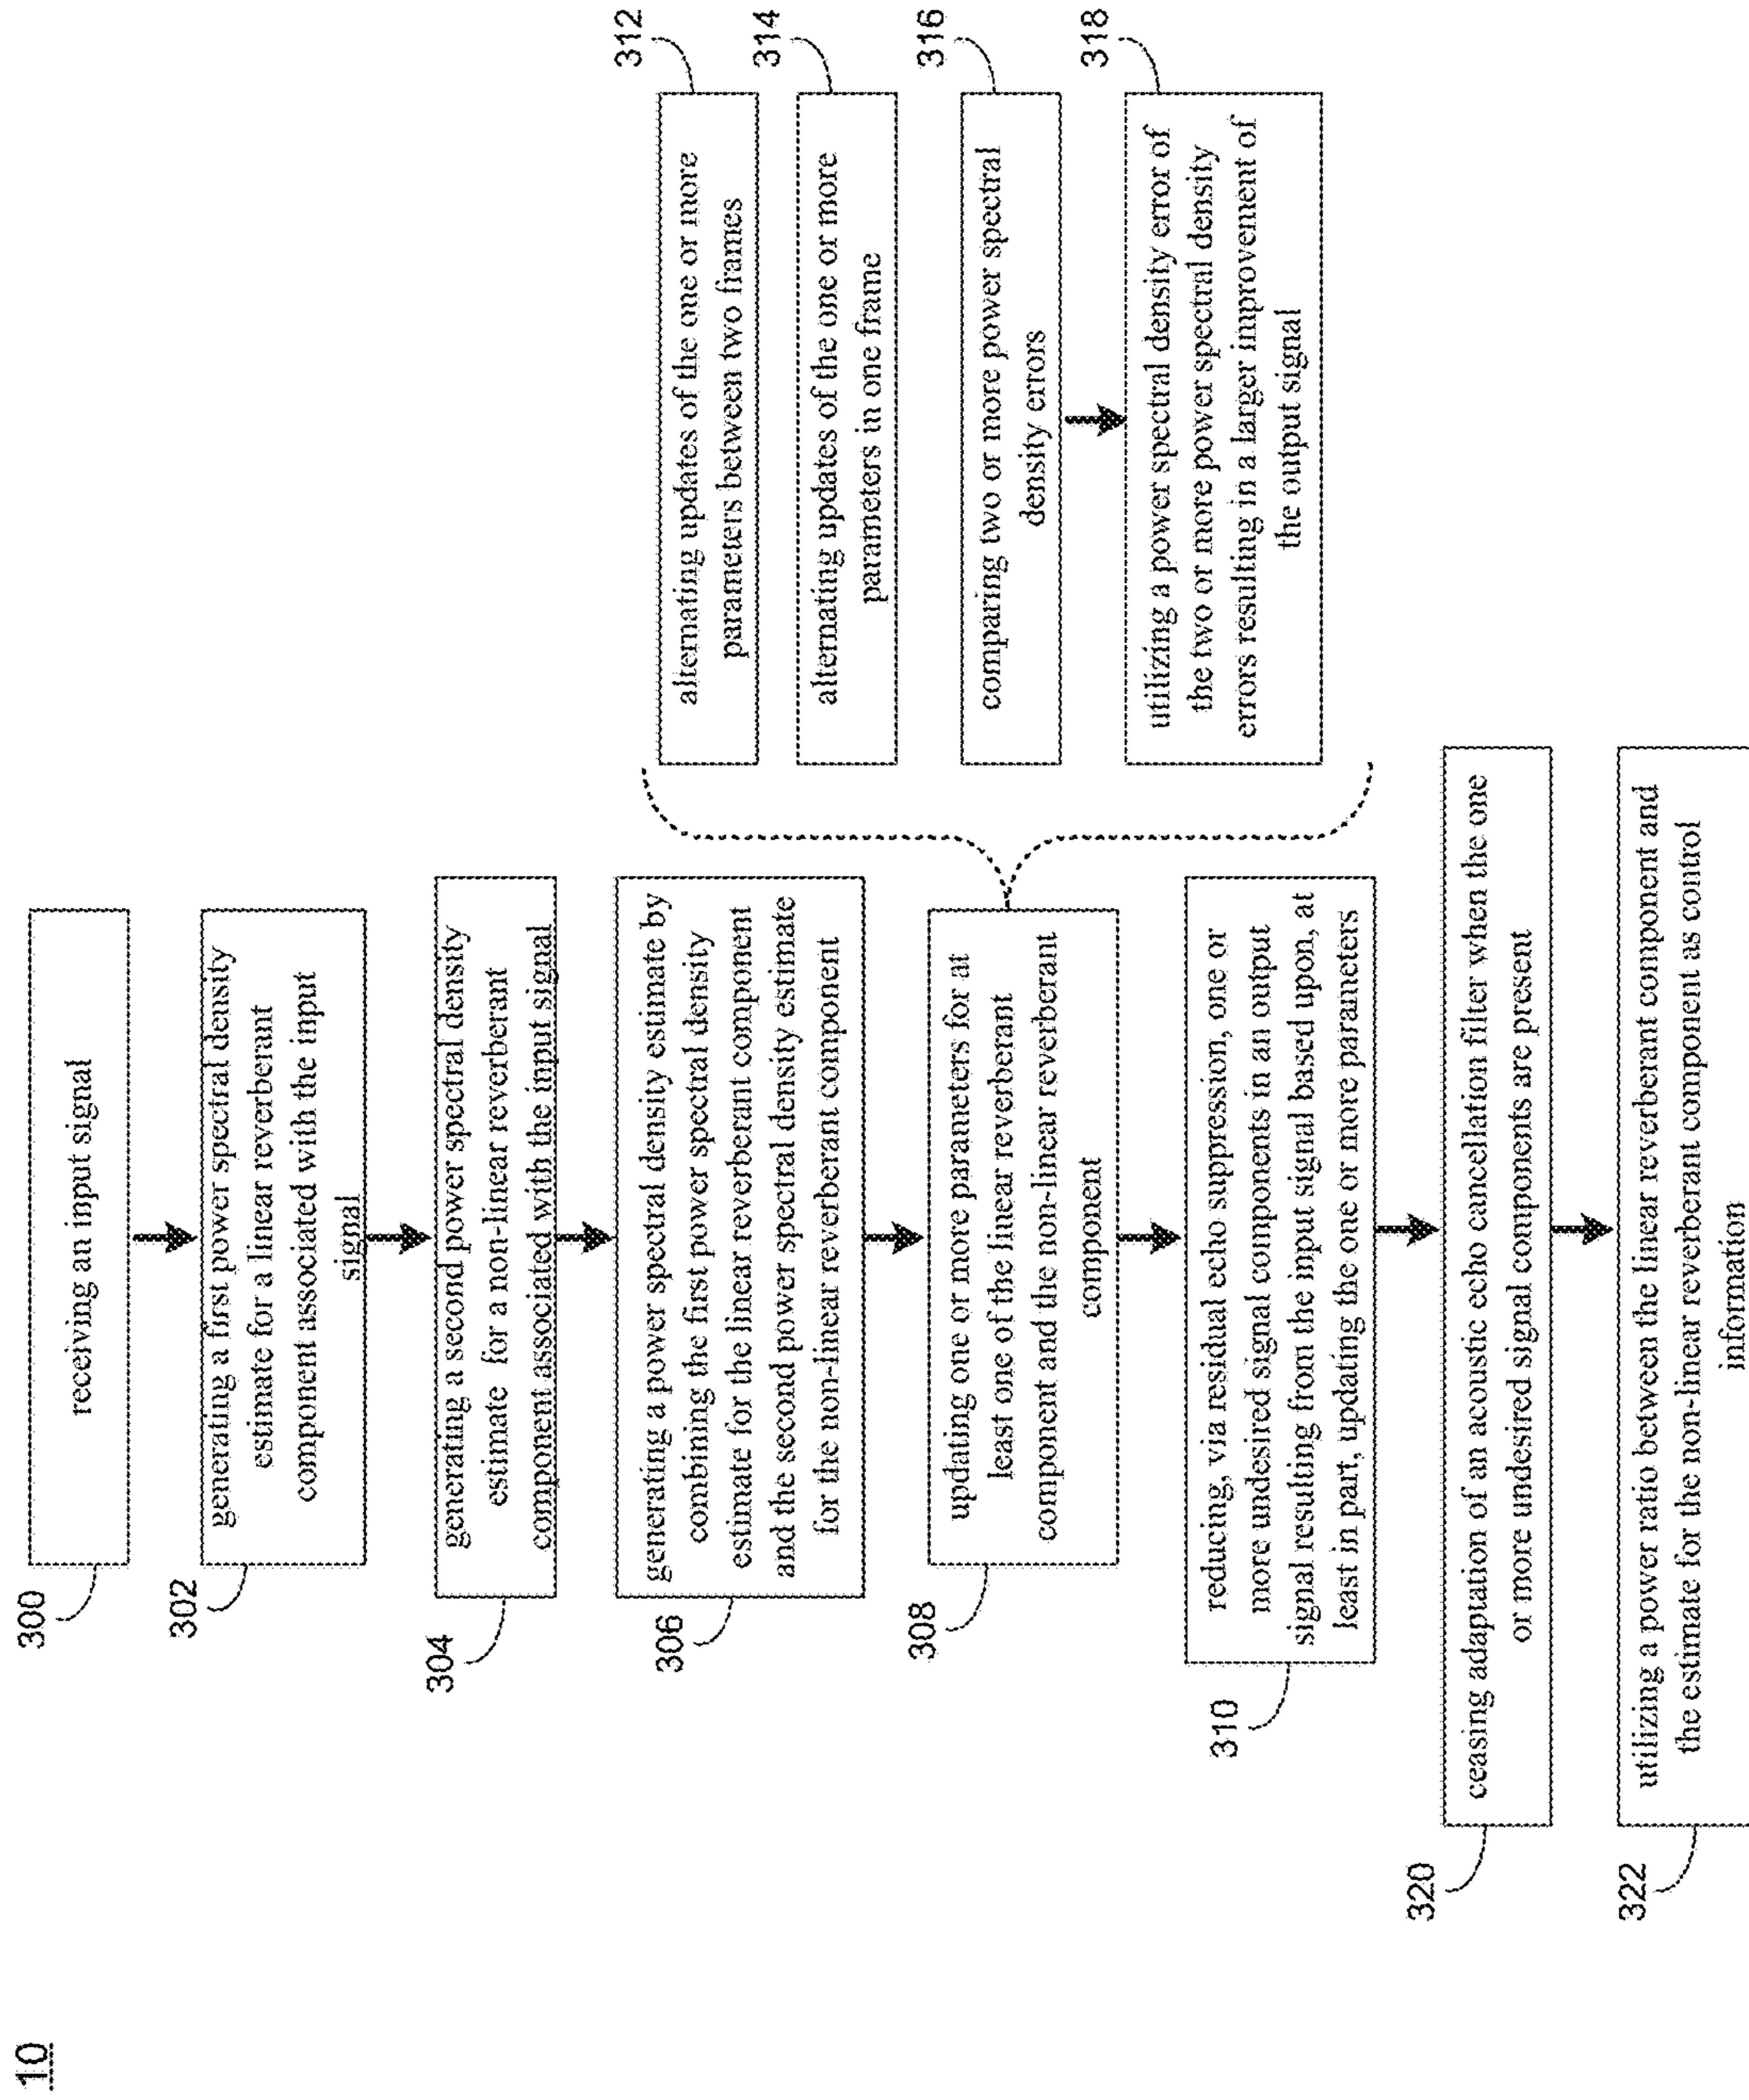 10
300
receiving an input signal
302
generating a first power spectral density
estimate for a linear reverberant
component associated with the input
signal
304
generating a second power spectral density
estimate for a non-linear reverberant
component associated with the input signal
306
generating a power spectral density estimate by
combining the first power spectral density
estimate for the linear reverberant component
and the second power spectral density estimate
for the non-linear reverberant component
308
updating one or more parameters for at
least one of the linear reverberant
component and the non-linear reverberant
component
312
alternating updates of the one or more
parameters between two frames
314
alternating updates of the one or more
parameters in one frame
316
comparing two or more power spectral
density errors
318
utilizing a power spectral density error of
the two or more power spectral density
errors resulting in a larger improvement of
the output signal
310
reducing, via residual echo suppression, one or
more undesired signal components in an output
signal resulting from the input signal based upon, at
least in part, updating the one or more parameters
320
ceasing adaptation of an acoustic echo cancellation filter when the one
or more undesired signal components are present
322
utilizing a power ratio between the linear reverberant component and
the estimate for the non-linear reverberant component as control
information